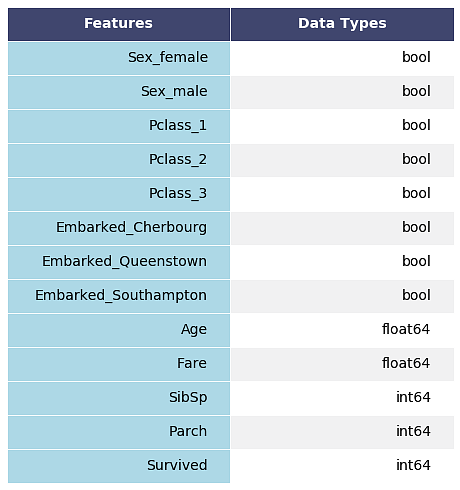 Features Data Types
Sex_female bool
Sex_male bool
Pclass_1 bool
Pclass_2 bool
Pclass_3 bool
Embarked_Cherbourg bool
Embarked_Queenstown bool
Embarked_Southampton bool
Age float64
Fare float64
SibSp int64
Parch int64
Survived int64